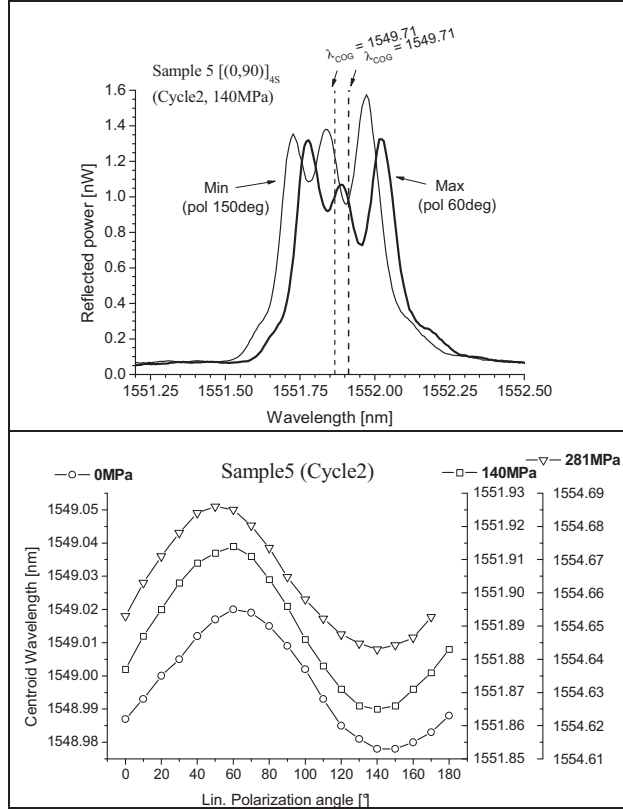 λCOG = 1549.71
λCOG = 1549.71
Sample 5 [(0,90)]4S
(Cycle2, 140MPa)
1.6
1.4
1.2
1.0
0.8
0.6
0.4
0.2
0.0
Reflected power [nW]
Min
(pol 150deg)
Max
(pol 60deg)
1551.25 1551.50 1551.75 1552.00 1552.25 1552.50
Wavelength [nm]
0MPa
Sample5 (Cycle2)
140MPa
281MPa
1549.05
1549.04
1549.03
1549.02
1549.01
1549.00
1548.99
1548.98
Centroid Wavelength [nm]
1551.93
1551.92
1551.91
1551.90
1551.89
1551.88
1551.87
1551.86
1551.85
1554.69
1554.68
1554.67
1554.66
1554.65
1554.64
1554.63
1554.62
1554.61
0 20 40 60 80 100 120 140 160 180
Lin. Polarization angle [°]